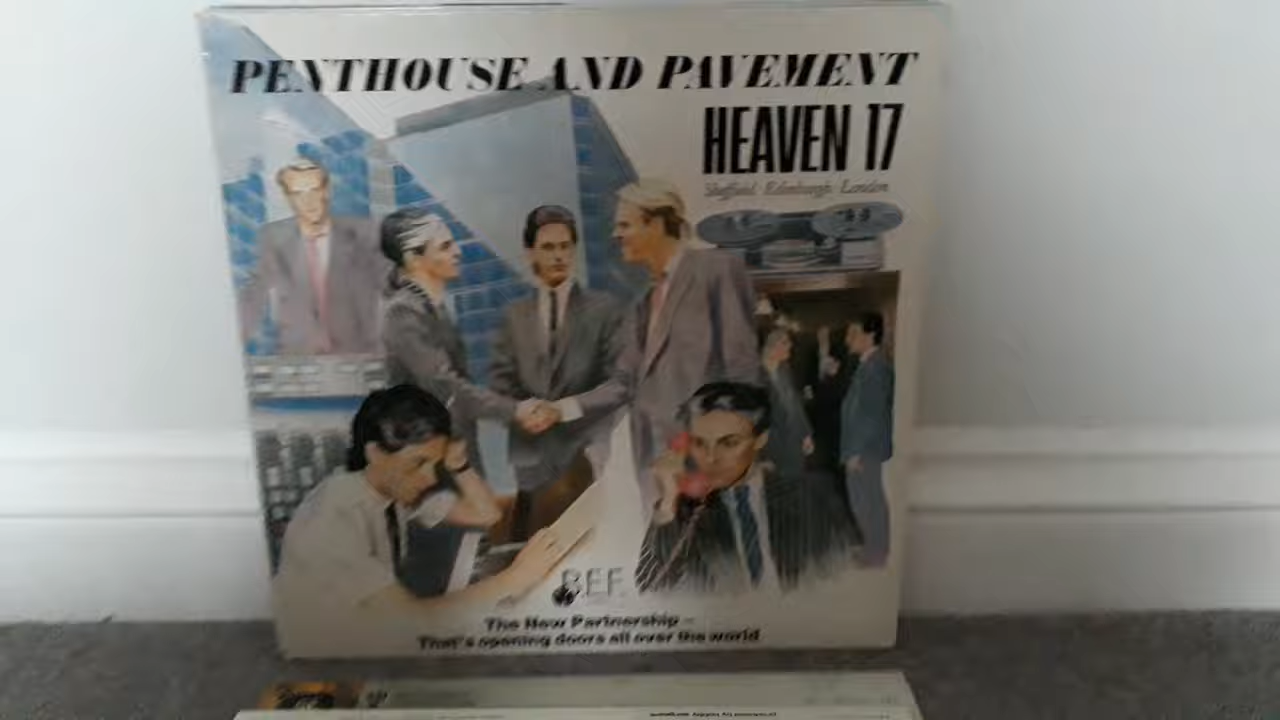 PENTHOUSE AND PAVEMENT
HEAVEN 17
Sheffield. Edinburgh. London
B.E.F.
The New Partnership –
That's opening doors all over the world